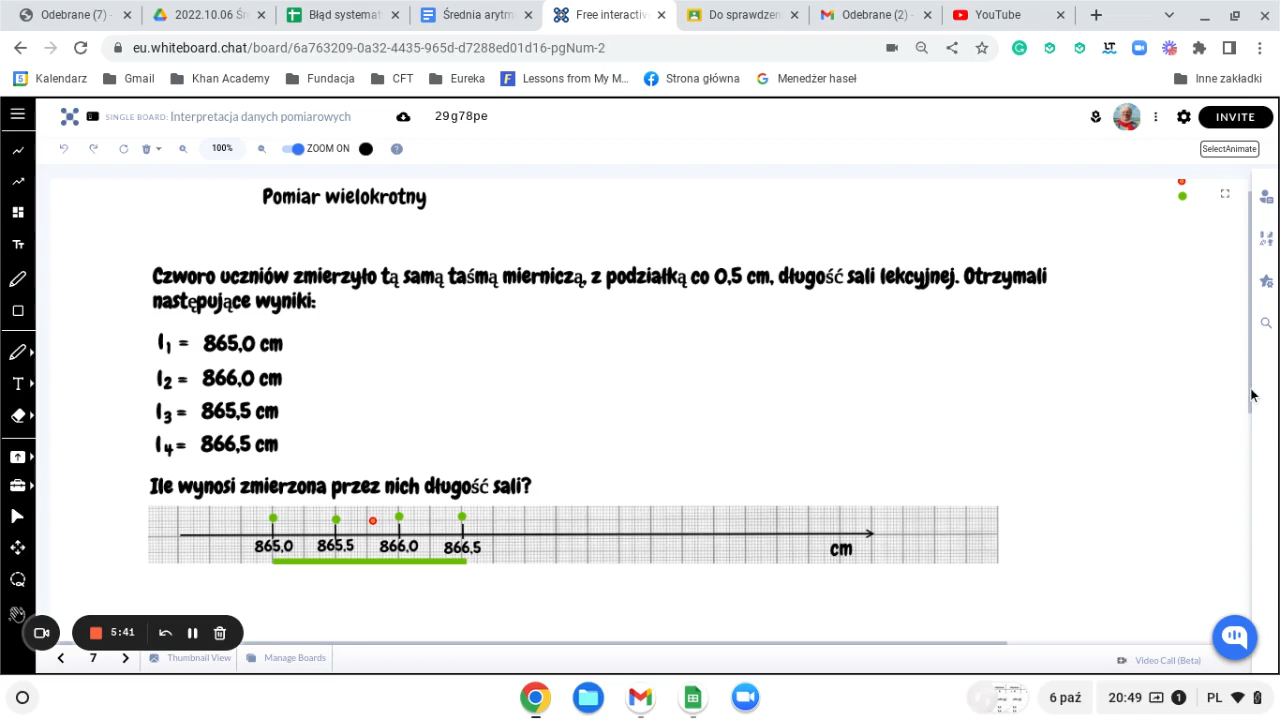 Odebrane (7) -
2022.10.06 Śr
Błąd systemat
Średnia arytm
Free interactiv
Do sprawdzen
Odebrane (2) -
YouTube
eu.whiteboard.chat/board/6a763209-0a32-4435-965d-d7288ed01d16-pgNum-2
Kalendarz Gmail Khan Academy Fundacja CFT Eureka Lessons from My M... Strona główna Menedżer haseł Inne zakładki
SINGLE BOARD: Interpretacja danych pomiarowych 29g78pe INVITE
100% ZOOM ON ? SelectAnimate
Pomiar wielokrotny
Czworo uczniów zmierzyło tą samą taśmą mierniczą, z podziałką co 0,5 cm, długość sali lekcyjnej. Otrzymali
następujące wyniki:
l1 = 865,0 cm
l2 = 866,0 cm
l3 = 865,5 cm
l4 = 866,5 cm
Ile wynosi zmierzona przez nich długość sali?
865,0 865,5 866,0 866,5 cm
5:41
7 Thumbnail View Manage Boards Video Call (Beta)
6 paź 20:49 1 PL